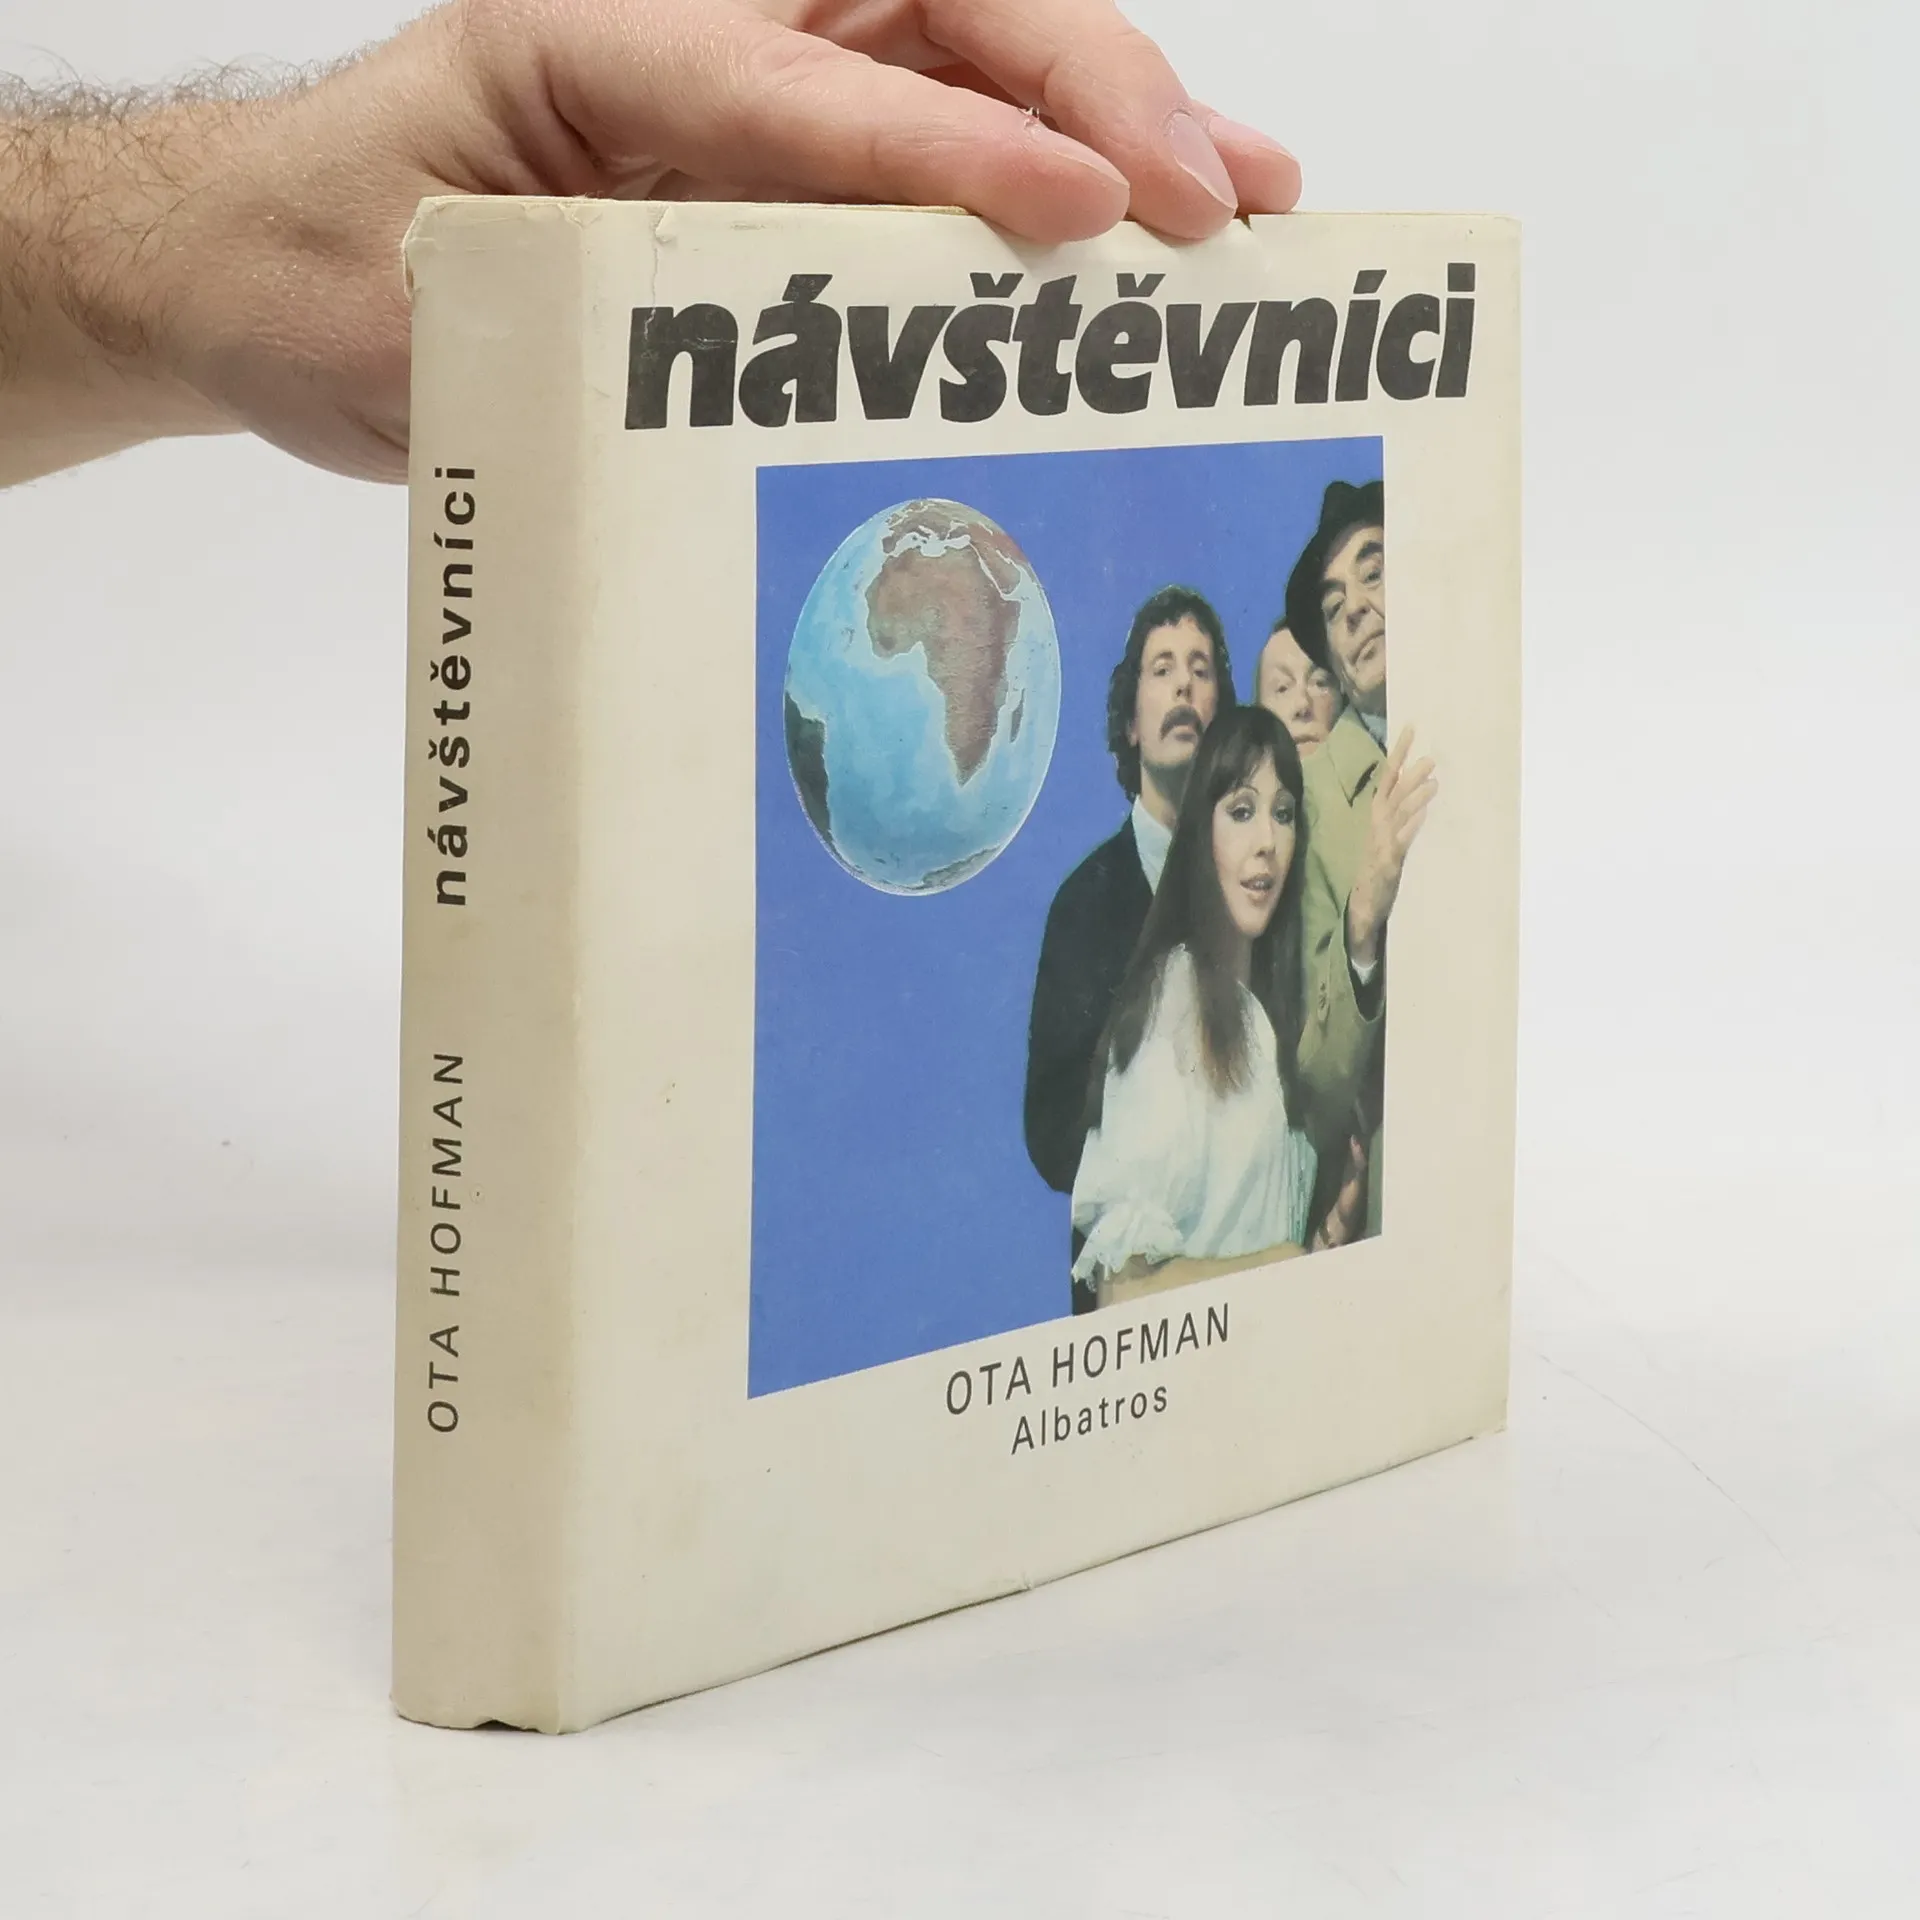 návštěvníci
OTA HOFMAN
Albatros
OTA HOFMAN návštěvníci